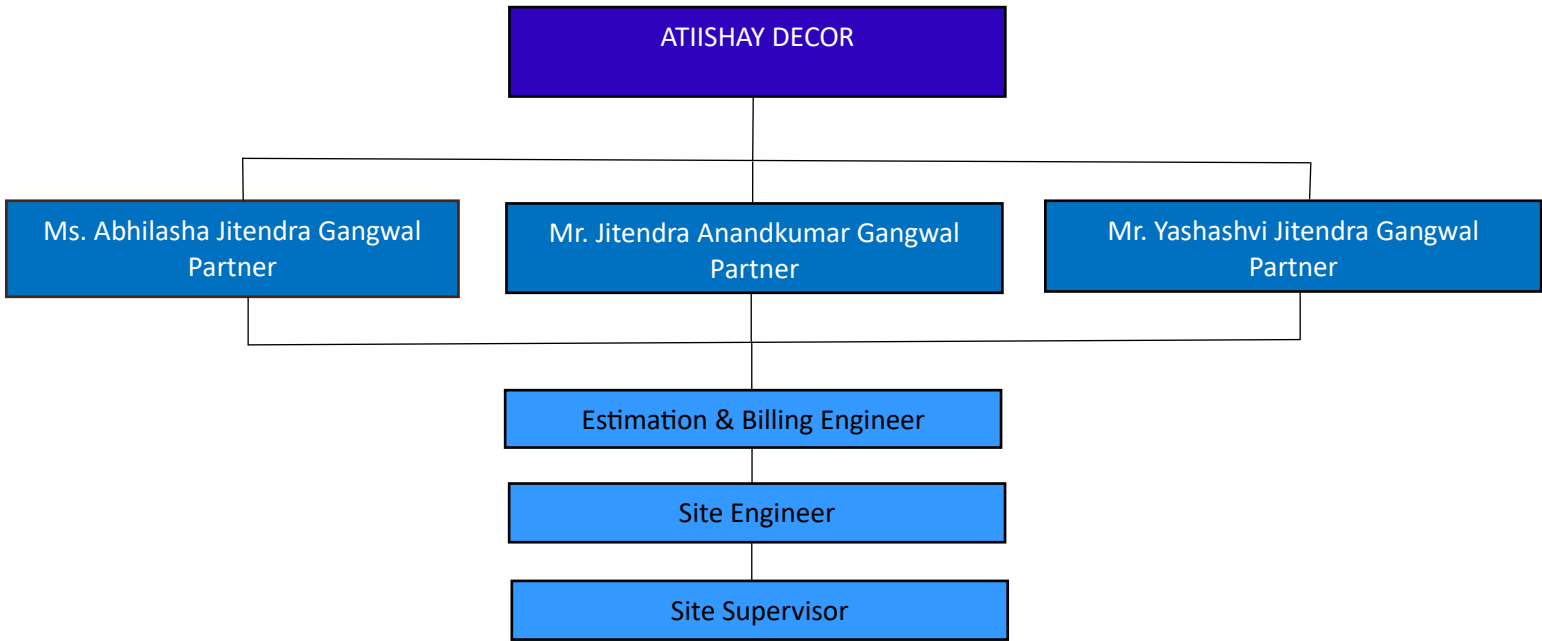 ATIISHAY DECOR
Ms. Abhilasha Jitendra Gangwal
Partner
Mr. Jitendra Anandkumar Gangwal
Partner
Mr. Yashashvi Jitendra Gangwal
Partner
Estimation & Billing Engineer
Site Engineer
Site Supervisor